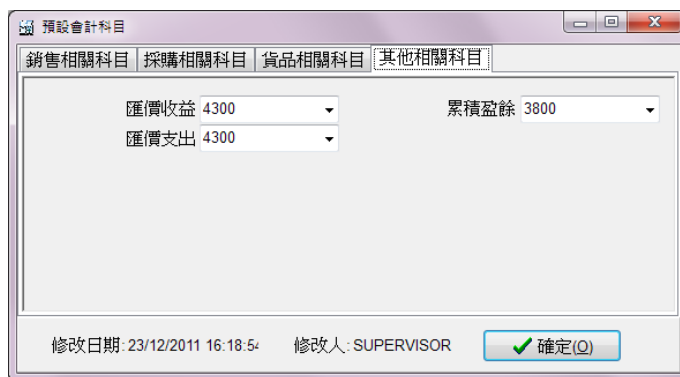 預設會計科目
銷售相關科目 採購相關科目 貨品相關科目 其他相關科目
匯價收益 4300 累積盈餘 3800
匯價支出 4300
修改日期: 23/12/2011 16:18:54 修改人: SUPERVISOR 確定(O)